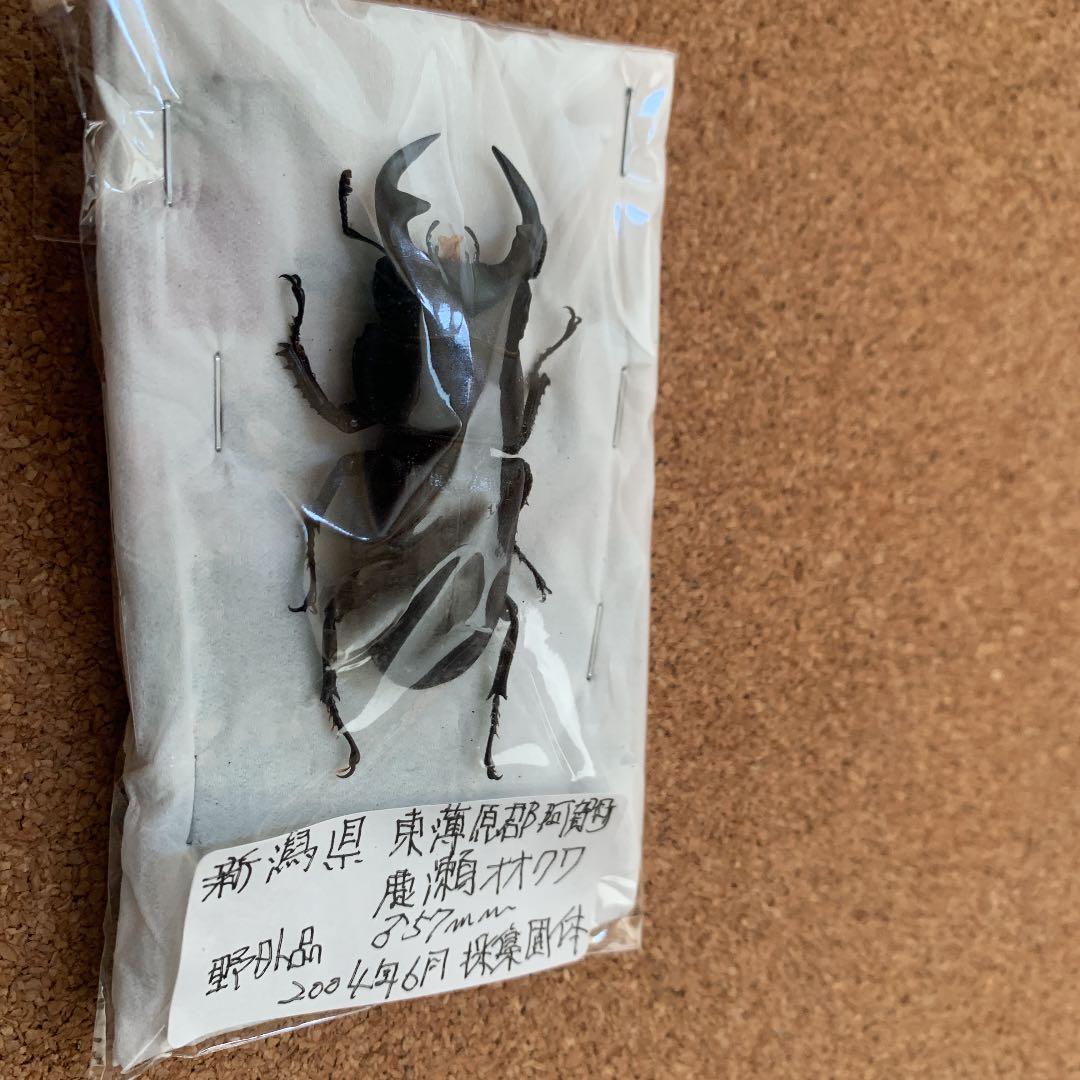 新潟県 東蒲原郡阿賀町
鹿瀬オオクワ
♂57mm
野外品
2004年6月 採集固体